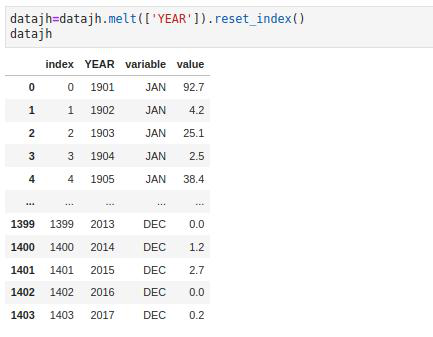 datajh=datajh.melt(['YEAR']).reset_index()
datajh
index YEAR variable value
0 0 1901 JAN 92.7
1 1 1902 JAN 4.2
2 2 1903 JAN 25.1
3 3 1904 JAN 2.5
4 4 1905 JAN 38.4
... ... ... ... ...
1399 1399 2013 DEC 0.0
1400 1400 2014 DEC 1.2
1401 1401 2015 DEC 2.7
1402 1402 2016 DEC 0.0
1403 1403 2017 DEC 0.2